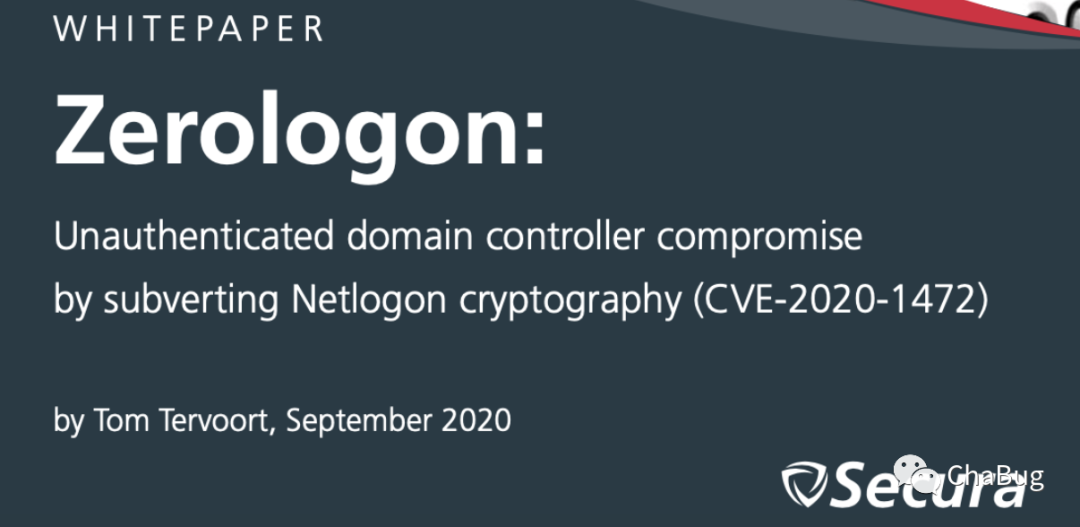 WHITEPAPER
Zerologon:
Unauthenticated domain controller compromise
by subverting Netlogon cryptography (CVE-2020-1472)
by Tom Tervoort, September 2020
Secura
ChaBug